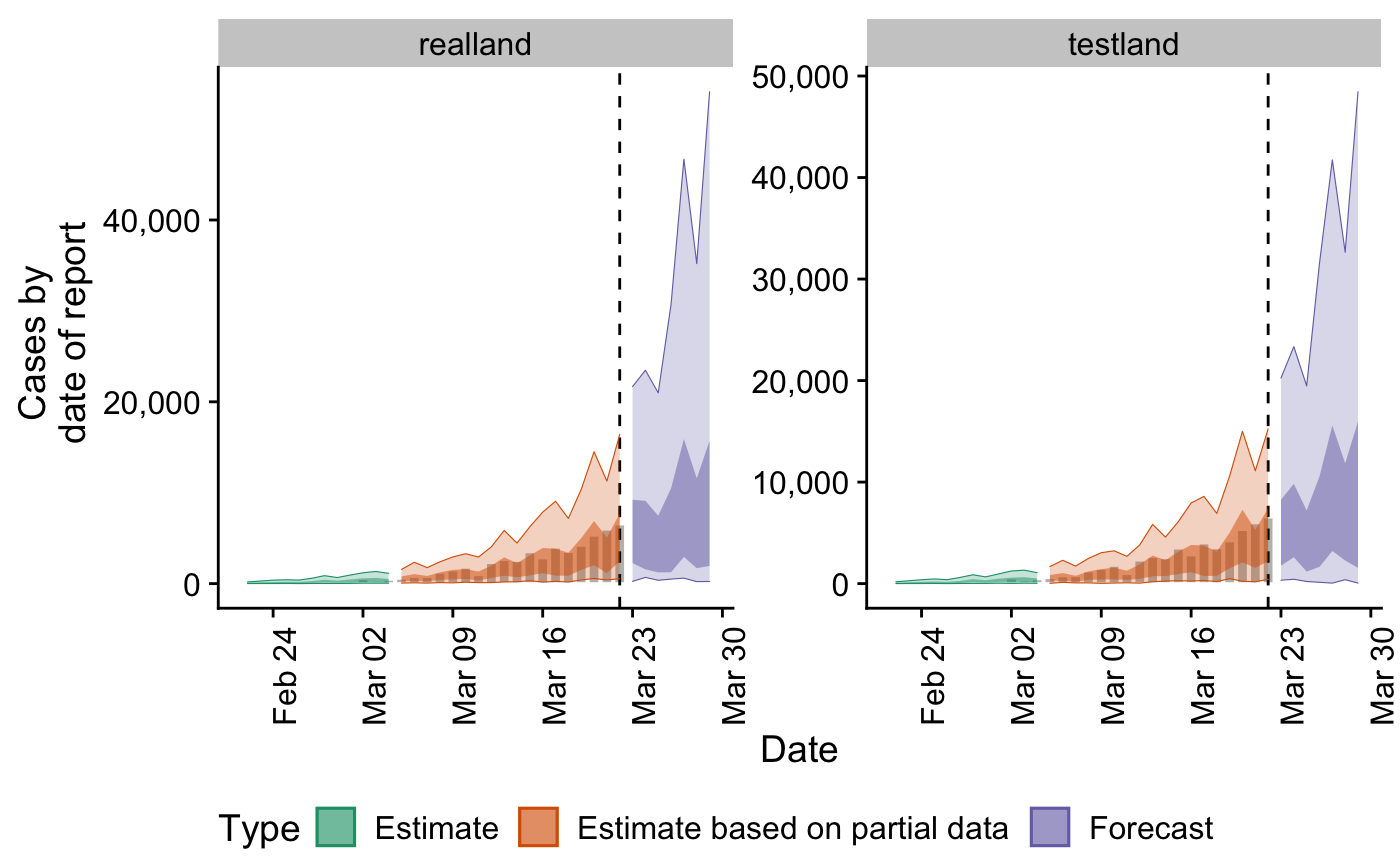 realland
testland
Cases by
date of report
40,000
20,000
0
50,000
40,000
30,000
20,000
10,000
0
Feb 24
Mar 02
Mar 09
Mar 16
Mar 23
Mar 30
Feb 24
Mar 02
Mar 09
Mar 16
Mar 23
Mar 30
Date
Type Estimate Estimate based on partial data Forecast